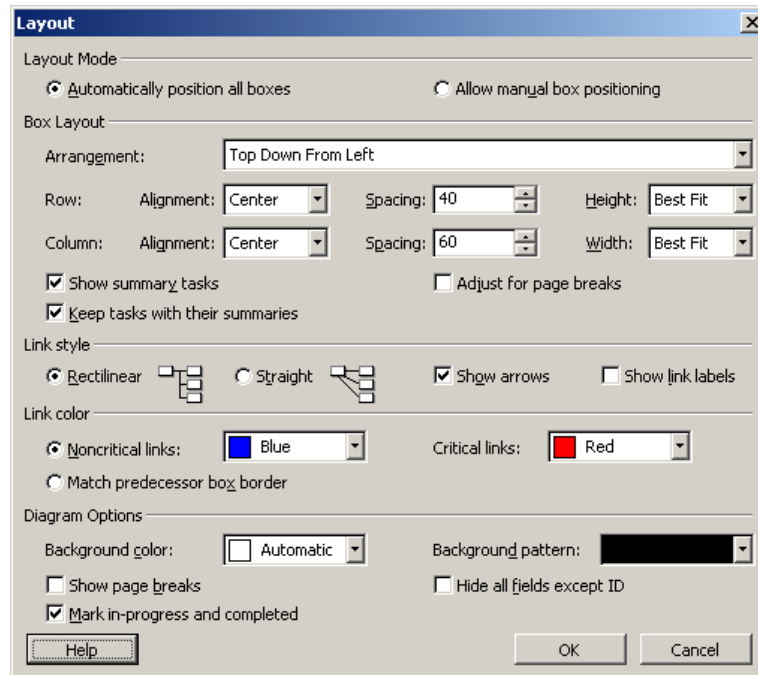 Layout
Layout Mode
Automatically position all boxes Allow manual box positioning
Box Layout
Arrangement: Top Down From Left
Row: Alignment: Center Spacing: 40 Height: Best Fit
Column: Alignment: Center Spacing: 60 Width: Best Fit
Show summary tasks Adjust for page breaks
Keep tasks with their summaries
Link style
Rectilinear Straight Show arrows Show link labels
Link color
Noncritical links: Blue Critical links: Red
Match predecessor box border
Diagram Options
Background color: Automatic Background pattern:
Show page breaks Hide all fields except ID
Mark in-progress and completed
Help OK Cancel